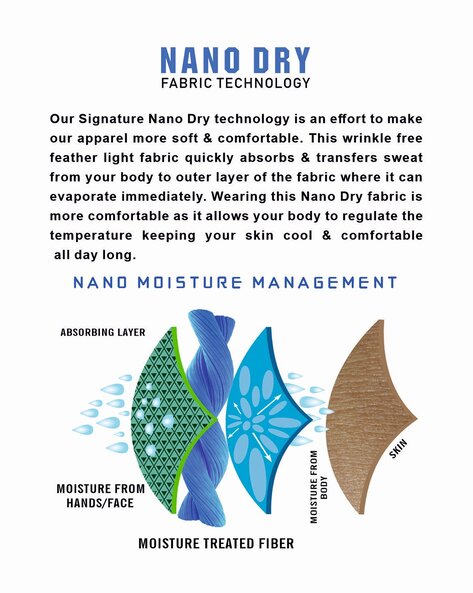 NANO DRY
FABRIC TECHNOLOGY
Our Signature Nano Dry technology is an effort to make
our apparel more soft & comfortable. This wrinkle free
feather light fabric quickly absorbs & transfers sweat
from your body to outer layer of the fabric where it can
evaporate immediately. Wearing this Nano Dry fabric is
more comfortable as it allows your body to regulate the
temperature keeping your skin cool & comfortable
all day long.
NANO MOISTURE MANAGEMENT
ABSORBING LAYER
MOISTURE FROM
HANDS/FACE
MOISTURE FROM
BODY
SKIN
MOISTURE TREATED FIBER